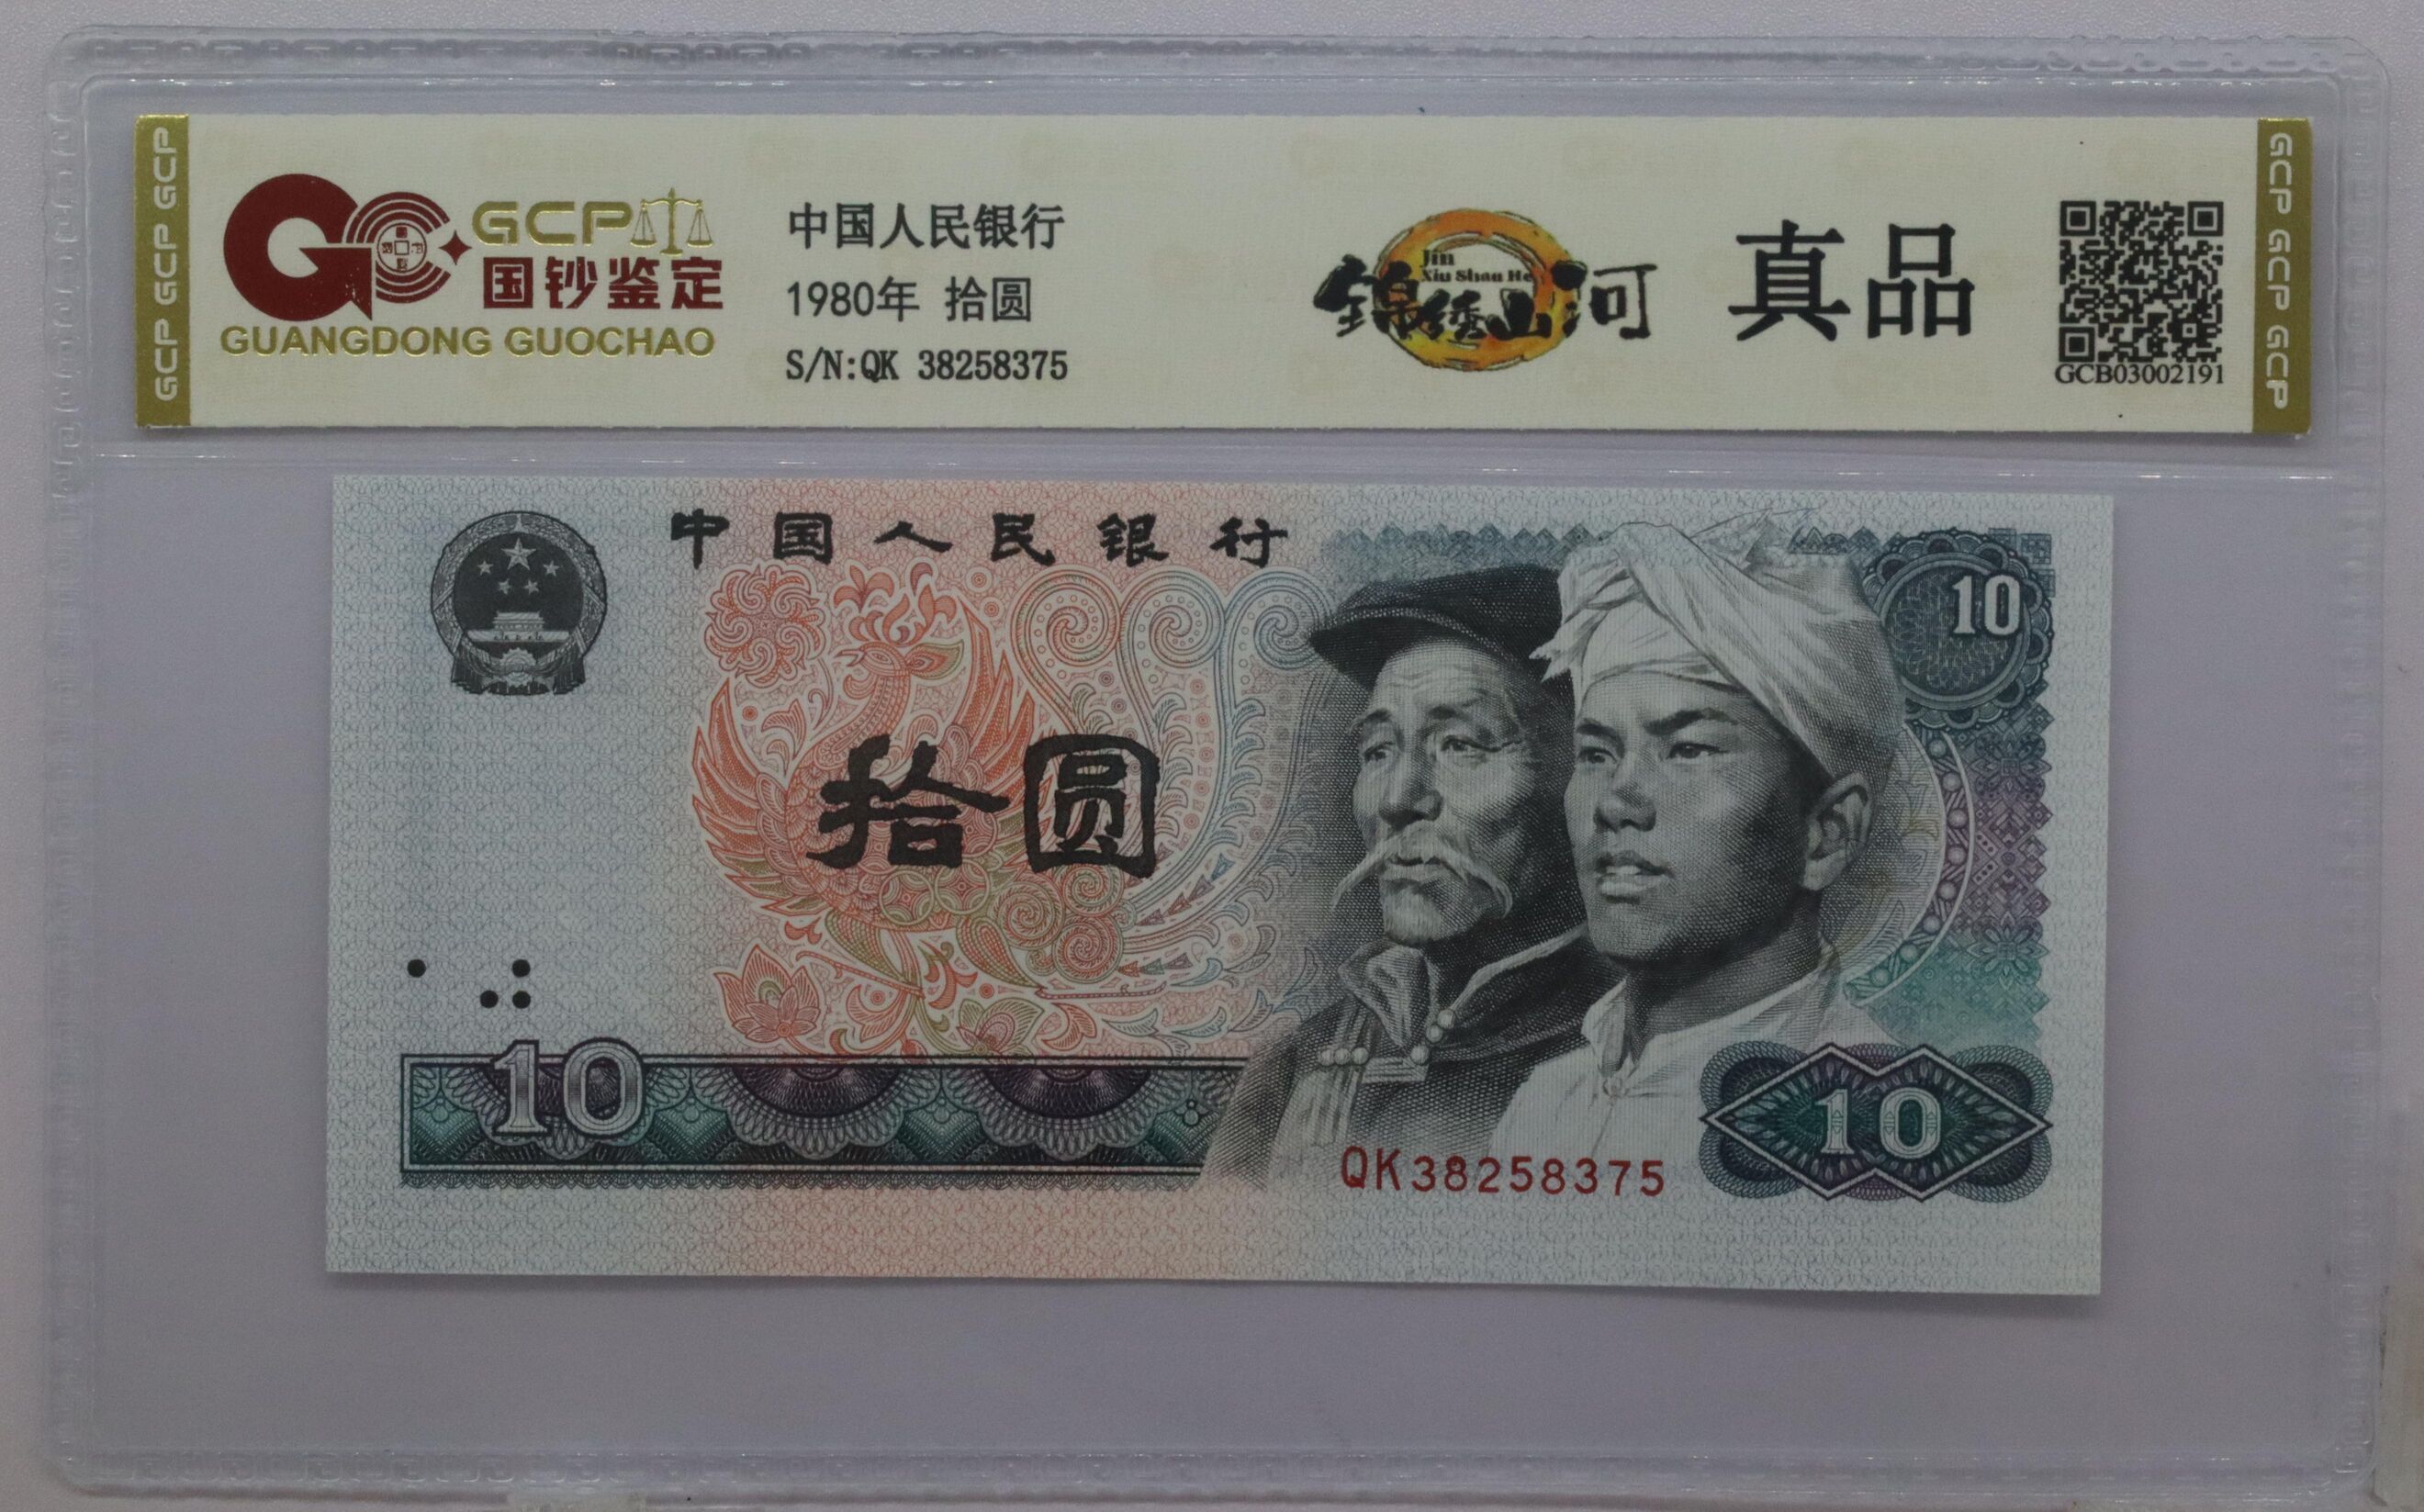 GCP GCP GCP
GCP
国钞鉴定
GUANGDONG GUOCHAO
中国人民银行
1980年 拾圆
S/N:QK 38258375
Jin
Xiu Shan He
锦绣山河
真品
GCB03002191
GCP GCP GCP
中国人民银行
10
拾圆
10
10
QK38258375